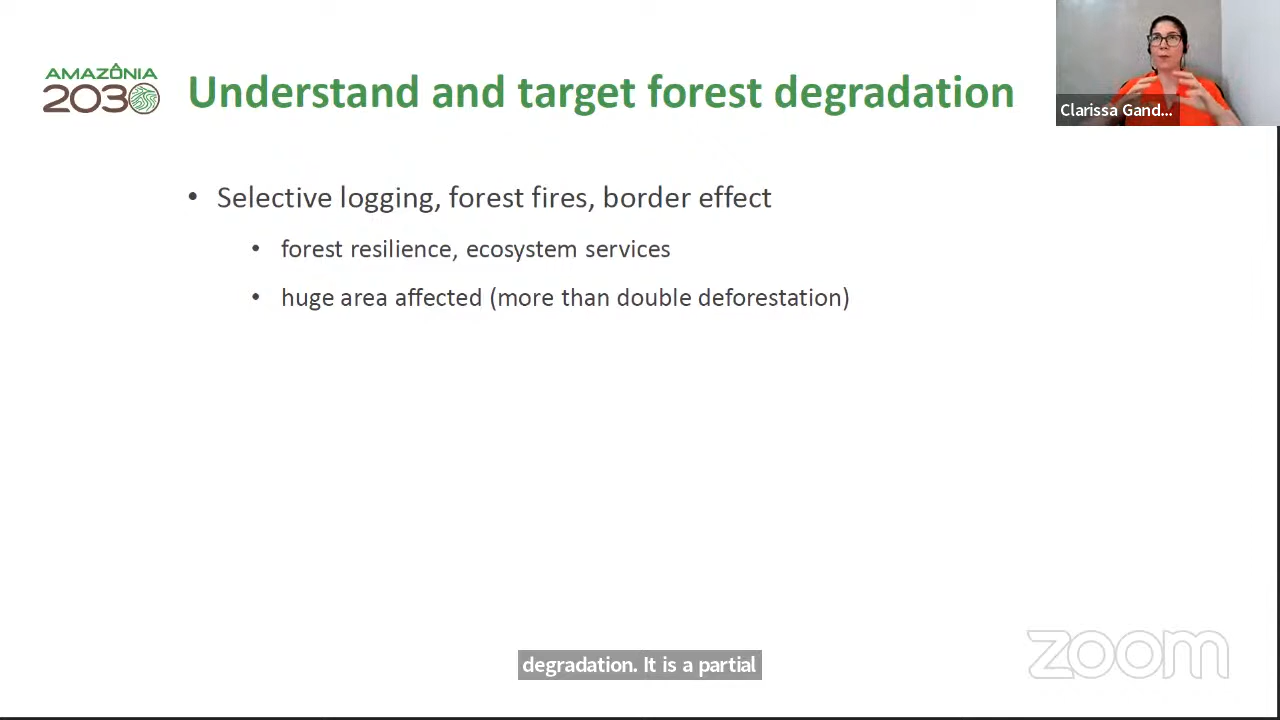 AMAZÔNIA
2030
Understand and target forest degradation
Clarissa Gand...
• Selective logging, forest fires, border effect
• forest resilience, ecosystem services
• huge area affected (more than double deforestation)
degradation. It is a partial
zoom